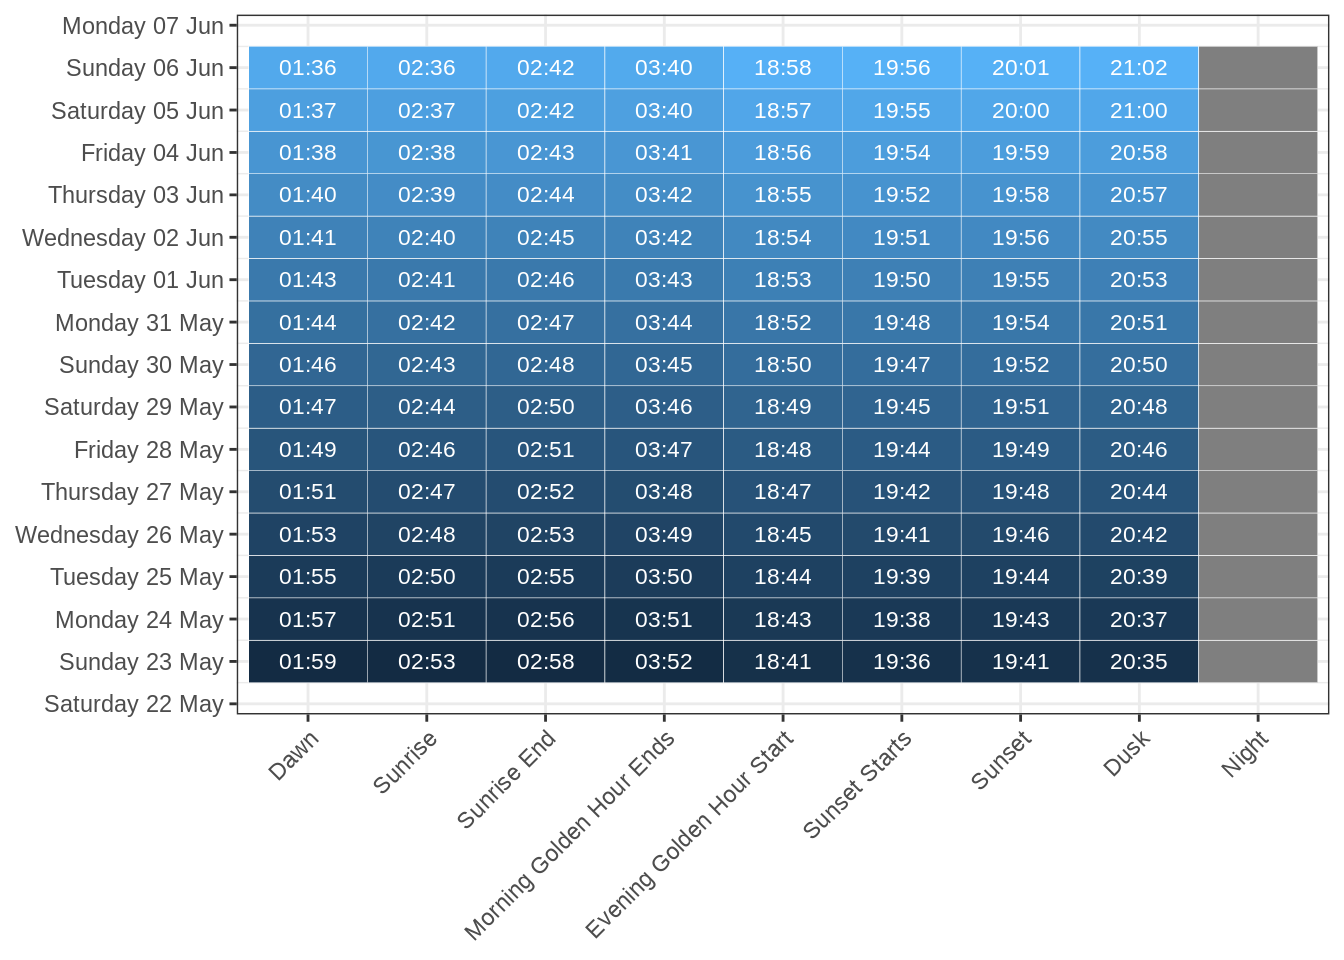 Monday 07 Jun
Sunday 06 Jun 01:36 02:36 02:42 03:40 18:58 19:56 20:01 21:02
Saturday 05 Jun 01:37 02:37 02:42 03:40 18:57 19:55 20:00 21:00
Friday 04 Jun 01:38 02:38 02:43 03:41 18:56 19:54 19:59 20:58
Thursday 03 Jun 01:40 02:39 02:44 03:42 18:55 19:52 19:58 20:57
Wednesday 02 Jun 01:41 02:40 02:45 03:42 18:54 19:51 19:56 20:55
Tuesday 01 Jun 01:43 02:41 02:46 03:43 18:53 19:50 19:55 20:53
Monday 31 May 01:44 02:42 02:47 03:44 18:52 19:48 19:54 20:51
Sunday 30 May 01:46 02:43 02:48 03:45 18:50 19:47 19:52 20:50
Saturday 29 May 01:47 02:44 02:50 03:46 18:49 19:45 19:51 20:48
Friday 28 May 01:49 02:46 02:51 03:47 18:48 19:44 19:49 20:46
Thursday 27 May 01:51 02:47 02:52 03:48 18:47 19:42 19:48 20:44
Wednesday 26 May 01:53 02:48 02:53 03:49 18:45 19:41 19:46 20:42
Tuesday 25 May 01:55 02:50 02:55 03:50 18:44 19:39 19:44 20:39
Monday 24 May 01:57 02:51 02:56 03:51 18:43 19:38 19:43 20:37
Sunday 23 May 01:59 02:53 02:58 03:52 18:41 19:36 19:41 20:35
Saturday 22 May
Dawn
Sunrise
Sunrise End
Morning Golden Hour Ends
Evening Golden Hour Start
Sunset Starts
Sunset
Dusk
Night